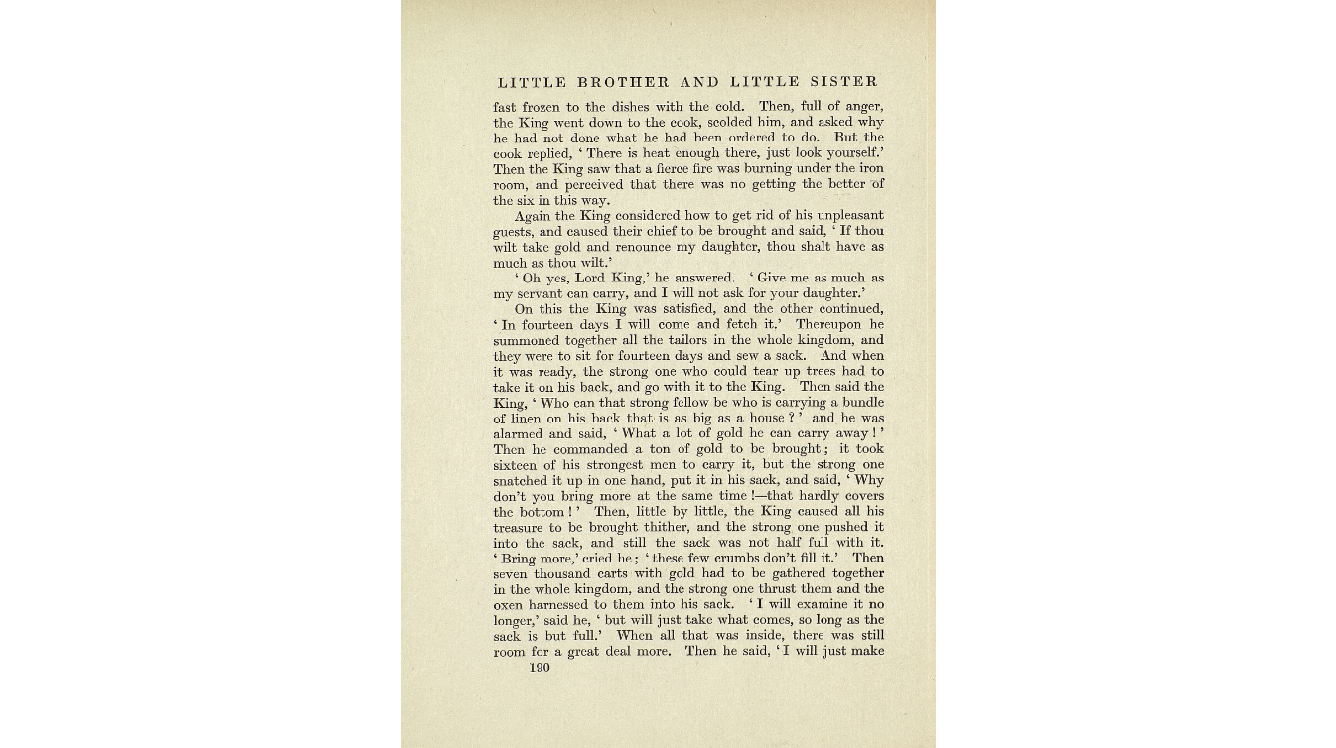 LITTLE BROTHER AND LITTLE SISTER
fast frozen to the dishes with the cold. Then, full of anger,
the King went down to the cook, scolded him, and asked why
he had not done what he had been ordered to do. But the
cook replied, ‘ There is heat enough there, just look yourself.’
Then the King saw that a fierce fire was burning under the iron
room, and perceived that there was no getting the better of
the six in this way.
Again the King considered how to get rid of his unpleasant
guests, and caused their chief to be brought and said, ‘ If thou
wilt take gold and renounce my daughter, thou shalt have as
much as thou wilt.’
‘ Oh yes, Lord King,’ he answered. ‘ Give me as much as
my servant can carry, and I will not ask for your daughter.’
On this the King was satisfied, and the other continued,
‘ In fourteen days I will come and fetch it.’ Thereupon he
summoned together all the tailors in the whole kingdom, and
they were to sit for fourteen days and sew a sack. And when
it was ready, the strong one who could tear up trees had to
take it on his back, and go with it to the King. Then said the
King, ‘ Who can that strong fellow be who is carrying a bundle
of linen on his back that is as big as a house ? ’ and he was
alarmed and said, ‘ What a lot of gold he can carry away ! ’
Then he commanded a ton of gold to be brought ; it took
sixteen of his strongest men to carry it, but the strong one
snatched it up in one hand, put it in his sack, and said, ‘ Why
don’t you bring more at the same time !—that hardly covers
the bottom ! ’ Then, little by little, the King caused all his
treasure to be brought thither, and the strong one pushed it
into the sack, and still the sack was not half full with it.
‘ Bring more,’ cried he ; ‘ these few crumbs don’t fill it.’ Then
seven thousand carts with gold had to be gathered together
in the whole kingdom, and the strong one thrust them and the
oxen harnessed to them into his sack. ‘ I will examine it no
longer,’ said he, ‘ but will just take what comes, so long as the
sack is but full.’ When all that was inside, there was still
room for a great deal more. Then he said, ‘ I will just make
190